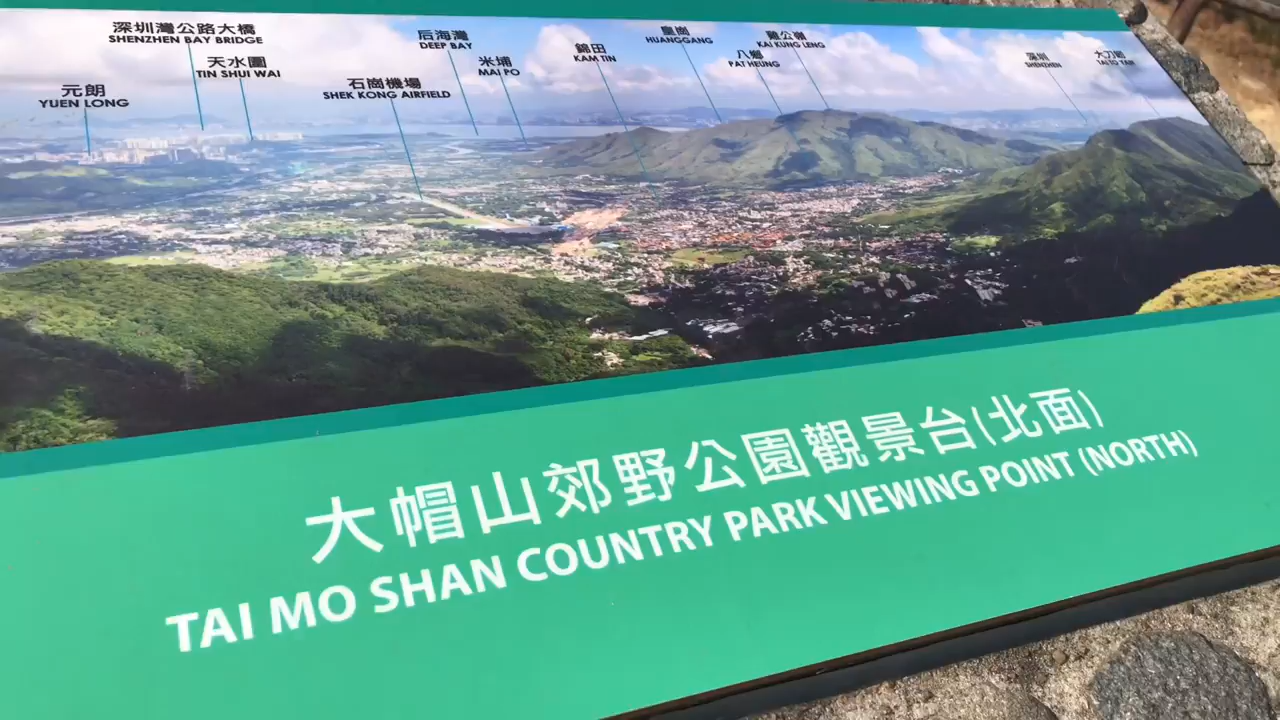 深圳灣公路大橋
SHENZHEN BAY BRIDGE
后海灣
DEEP BAY
皇崗
HUANGGANG
雞公嶺
KAI KUNG LENG
天水圍
TIN SHUI WAI
米埔
MAI PO
錦田
KAM TIN
八鄉
PAT HEUNG
深圳
SHENZHEN
大刀屻
TAI TO YAN
元朗
YUEN LONG
石崗機場
SHEK KONG AIRFIELD
大帽山郊野公園觀景台(北面)
TAI MO SHAN COUNTRY PARK VIEWING POINT (NORTH)